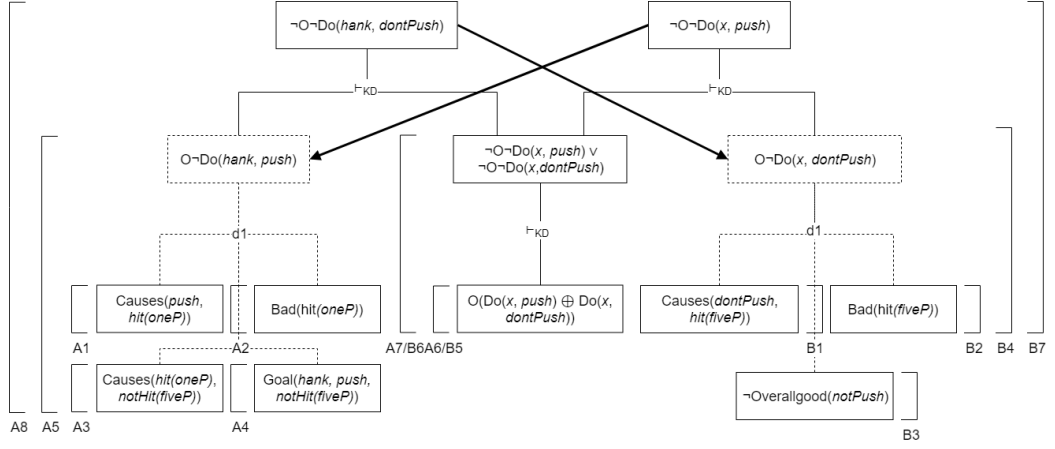 ¬O¬Do(hank, dontPush)
¬O¬Do(x, push)
⊢KD
⊢KD
O¬Do(hank, push)
¬O¬Do(x, push) ∨
¬O¬Do(x,dontPush)
O¬Do(x, dontPush)
d1
⊢KD
d1
Causes(push,
hit(oneP))
Bad(hit(oneP))
O(Do(x, push) ⊕ Do(x,
dontPush))
Causes(dontPush,
hit(fiveP))
Bad(hit(fiveP))
A1
A2
A7/B6
A6/B5
B1
B2
B4
B7
Causes(hit(oneP),
notHit(fiveP))
Goal(hank, push,
notHit(fiveP))
¬Overallgood(notPush)
A8
A5
A3
A4
B3